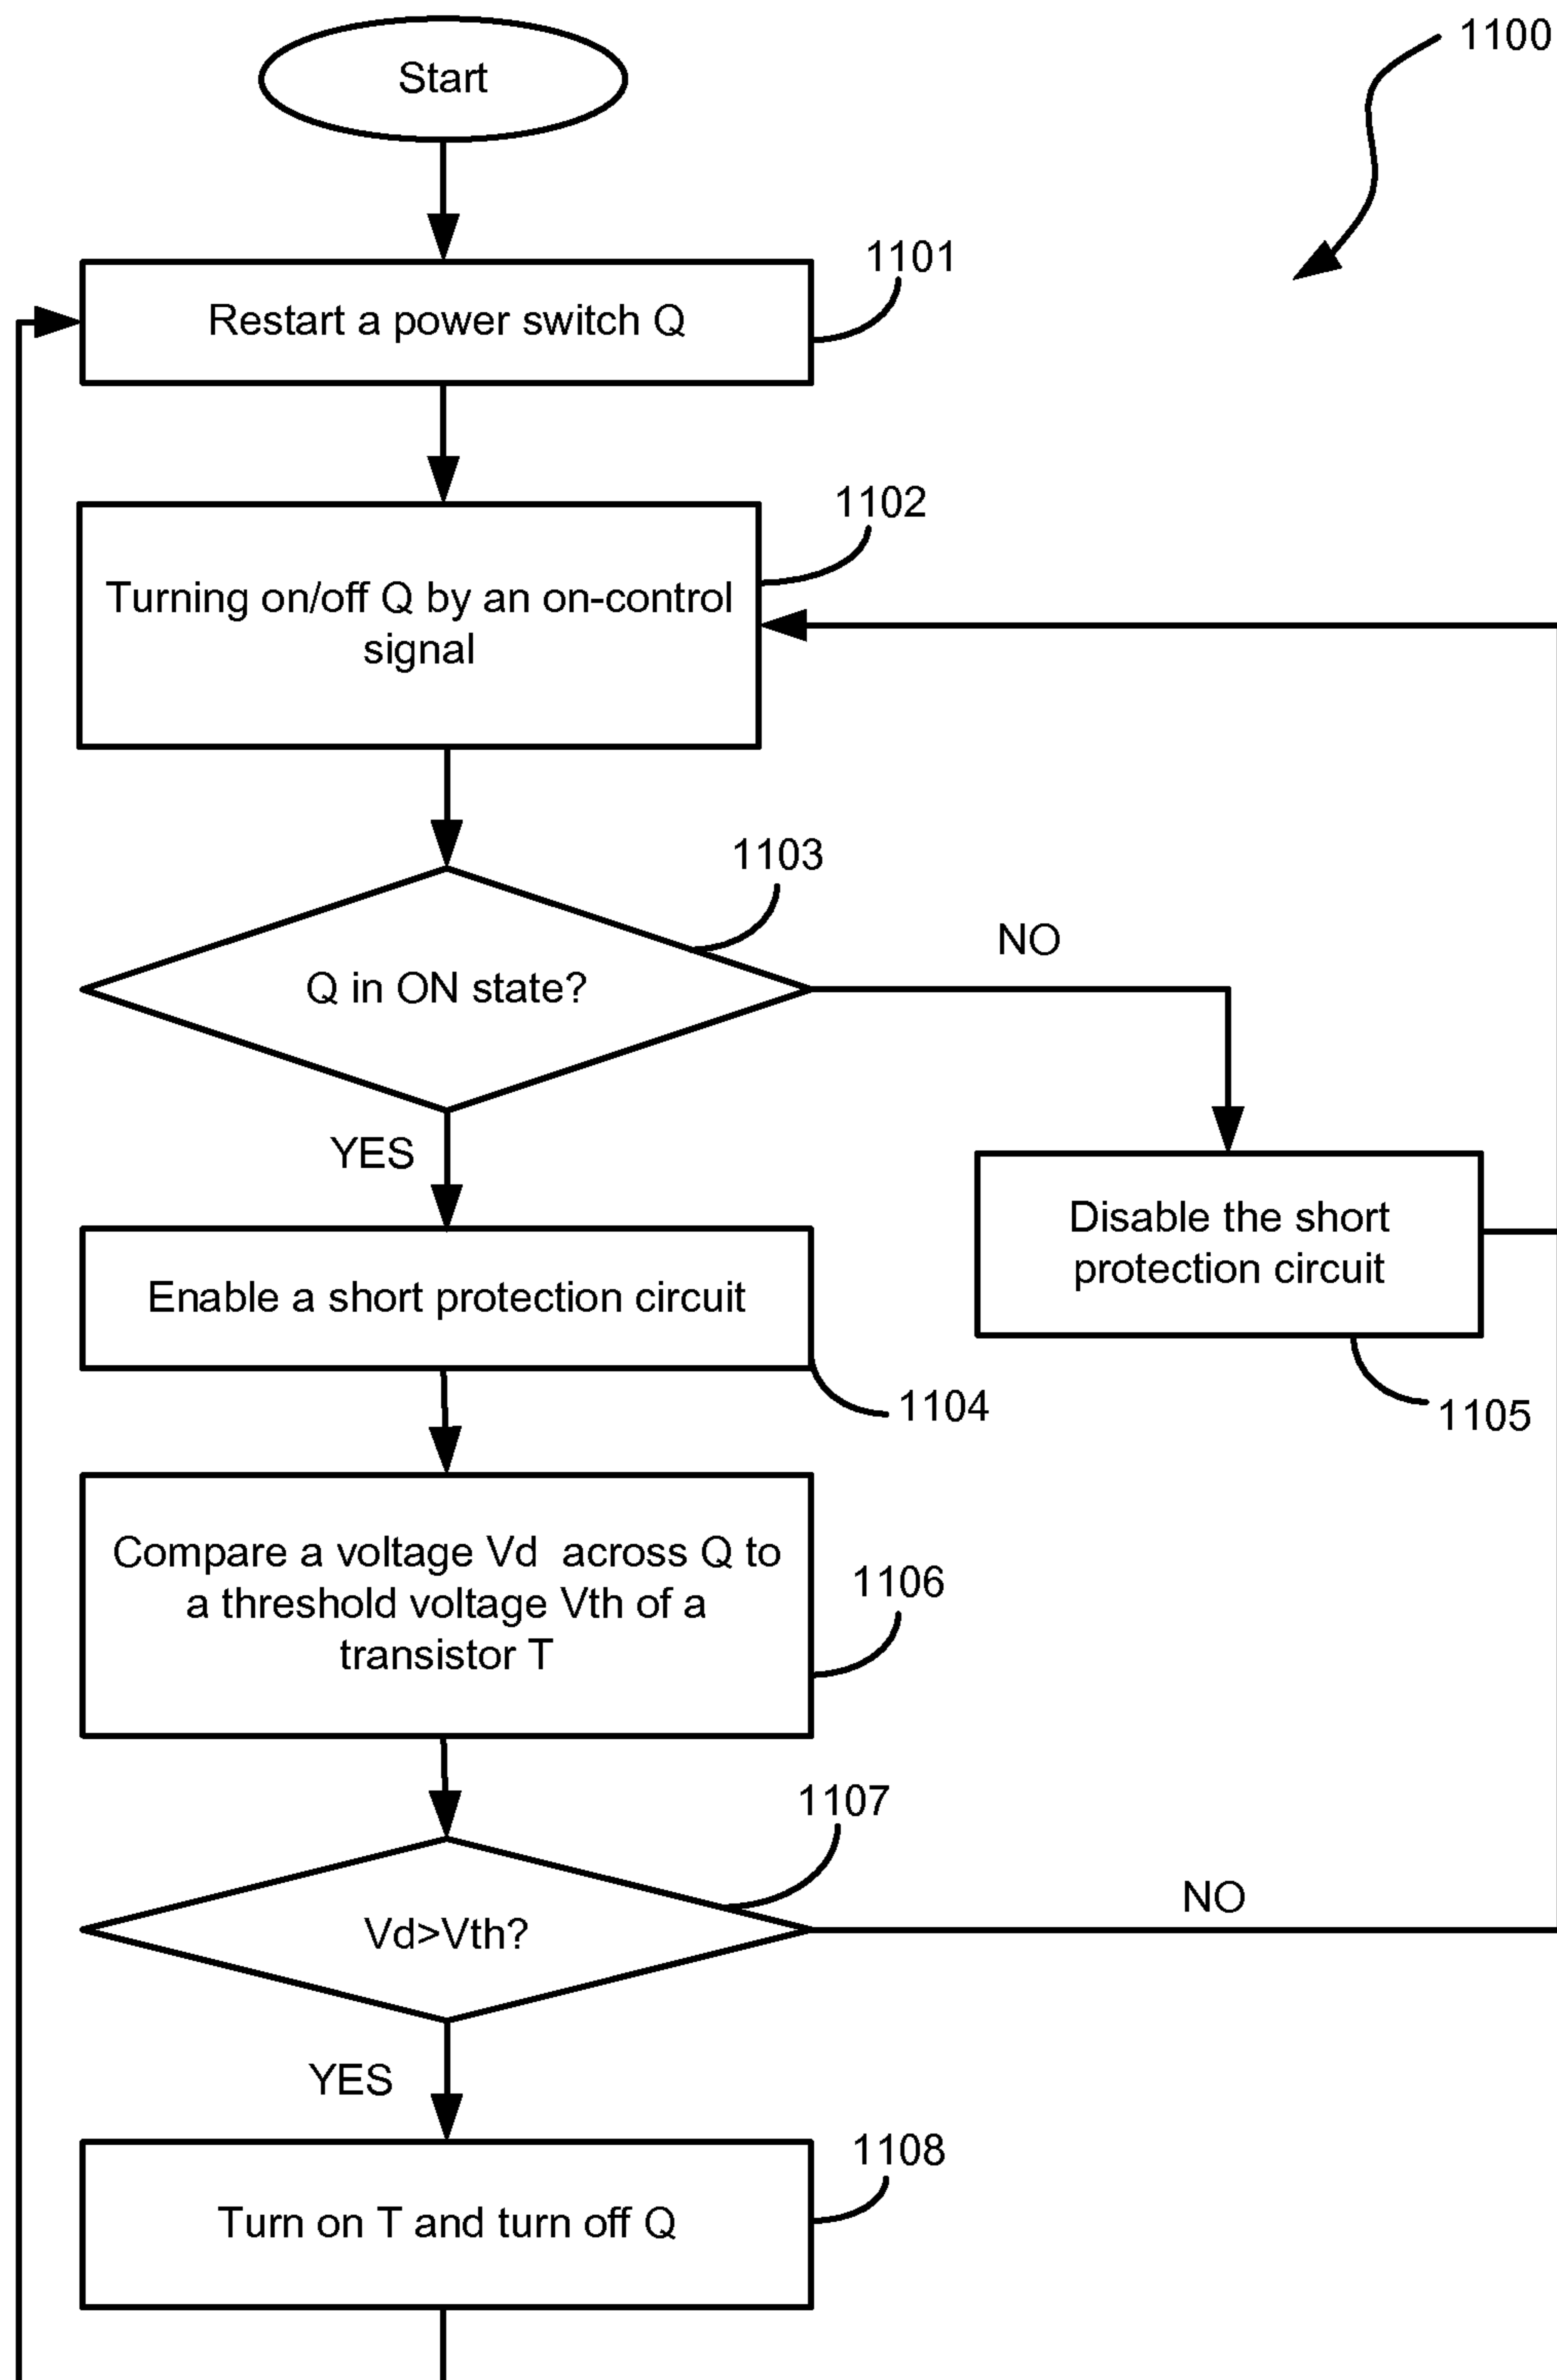 Start
1100
1101
Restart a power switch Q
1102
Turning on/off Q by an on-control
signal
1103
Q in ON state?
NO
YES
Disable the short
protection circuit
Enable a short protection circuit
1104
1105
Compare a voltage Vd  across Q to
a threshold voltage Vth of a
transistor T
1106
1107
Vd>Vth?
NO
YES
1108
Turn on T and turn off Q